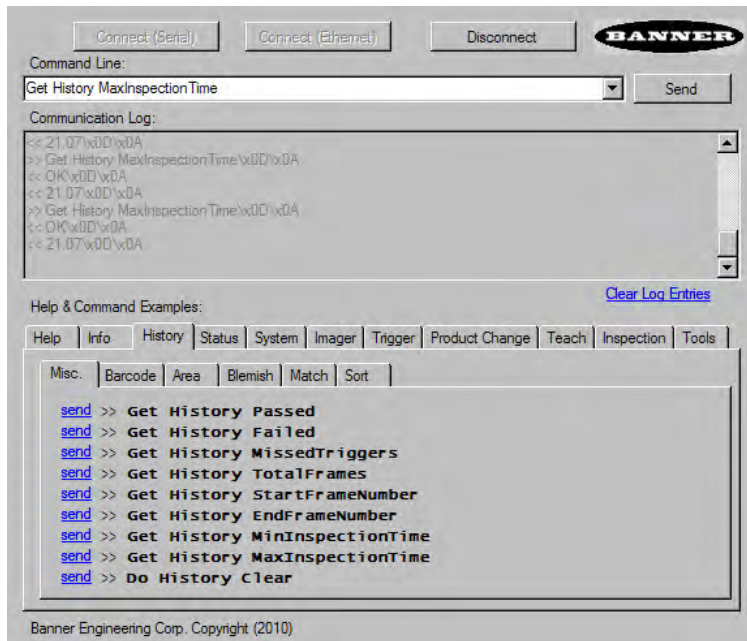 Connect (Serial) Connect (Ethernet) Disconnect BANNER
Command Line:
Get History MaxInspectionTime Send
Communication Log:
<< 21.07\x0D\x0A
>> Get History MaxInspectionTime\x0D\x0A
<< OK\x0D\x0A
<< 21.07\x0D\x0A
>> Get History MaxInspectionTime\x0D\x0A
<< OK\x0D\x0A
<< 21.07\x0D\x0A
Clear Log Entries
Help & Command Examples:
Help Info History Status System Imager Trigger Product Change Teach Inspection Tools
Misc. Barcode Area Blemish Match Sort
send >> Get History Passed
send >> Get History Failed
send >> Get History MissedTriggers
send >> Get History TotalFrames
send >> Get History StartFrameNumber
send >> Get History EndFrameNumber
send >> Get History MinInspectionTime
send >> Get History MaxInspectionTime
send >> Do History Clear
Banner Engineering Corp. Copyright (2010)